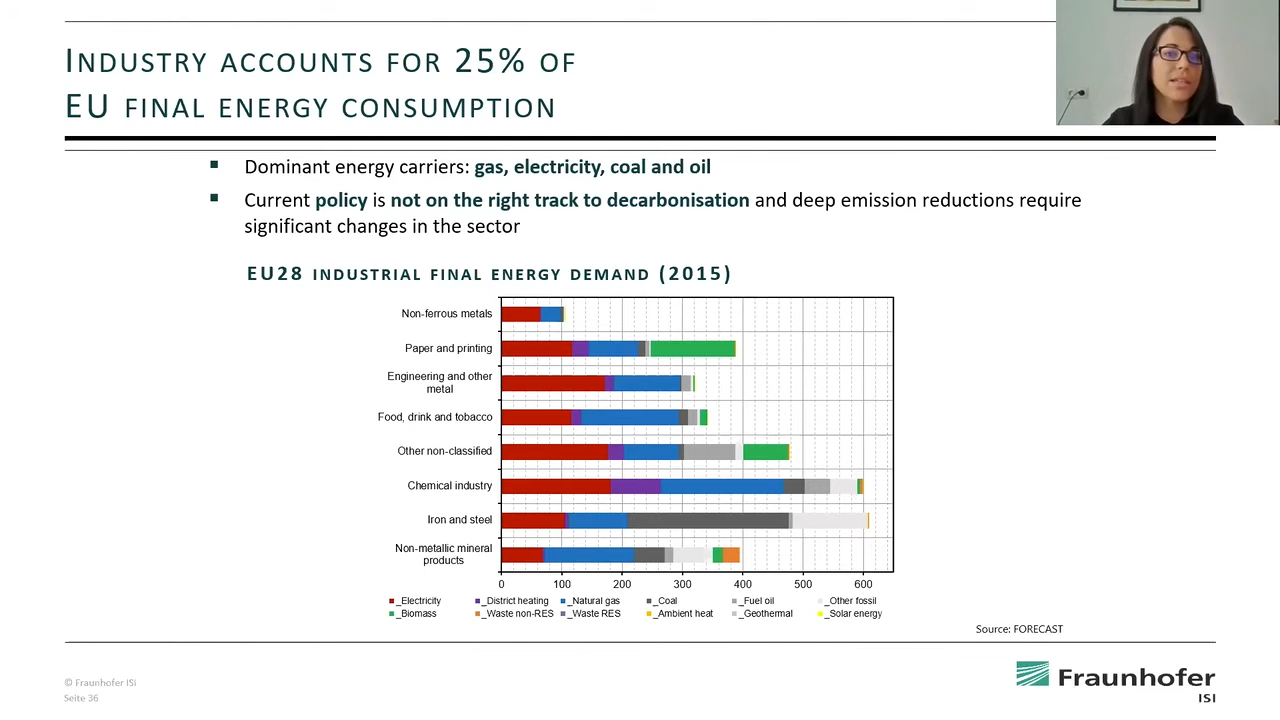 INDUSTRY ACCOUNTS FOR 25% OF
EU FINAL ENERGY CONSUMPTION
▪ Dominant energy carriers: gas, electricity, coal and oil
▪ Current policy is not on the right track to decarbonisation and deep emission reductions require
significant changes in the sector
EU28 INDUSTRIAL FINAL ENERGY DEMAND (2015)
Non-ferrous metals
Paper and printing
Engineering and other
metal
Food, drink and tobacco
Other non-classified
Chemical industry
Iron and steel
Non-metallic mineral
products
0 100 200 300 400 500 600
_Electricity _District heating _Natural gas _Coal _Fuel oil _Other fossil
_Biomass _Waste non-RES _Waste RES _Ambient heat _Geothermal _Solar energy
Source: FORECAST
© Fraunhofer ISI
Seite 36
Fraunhofer
ISI